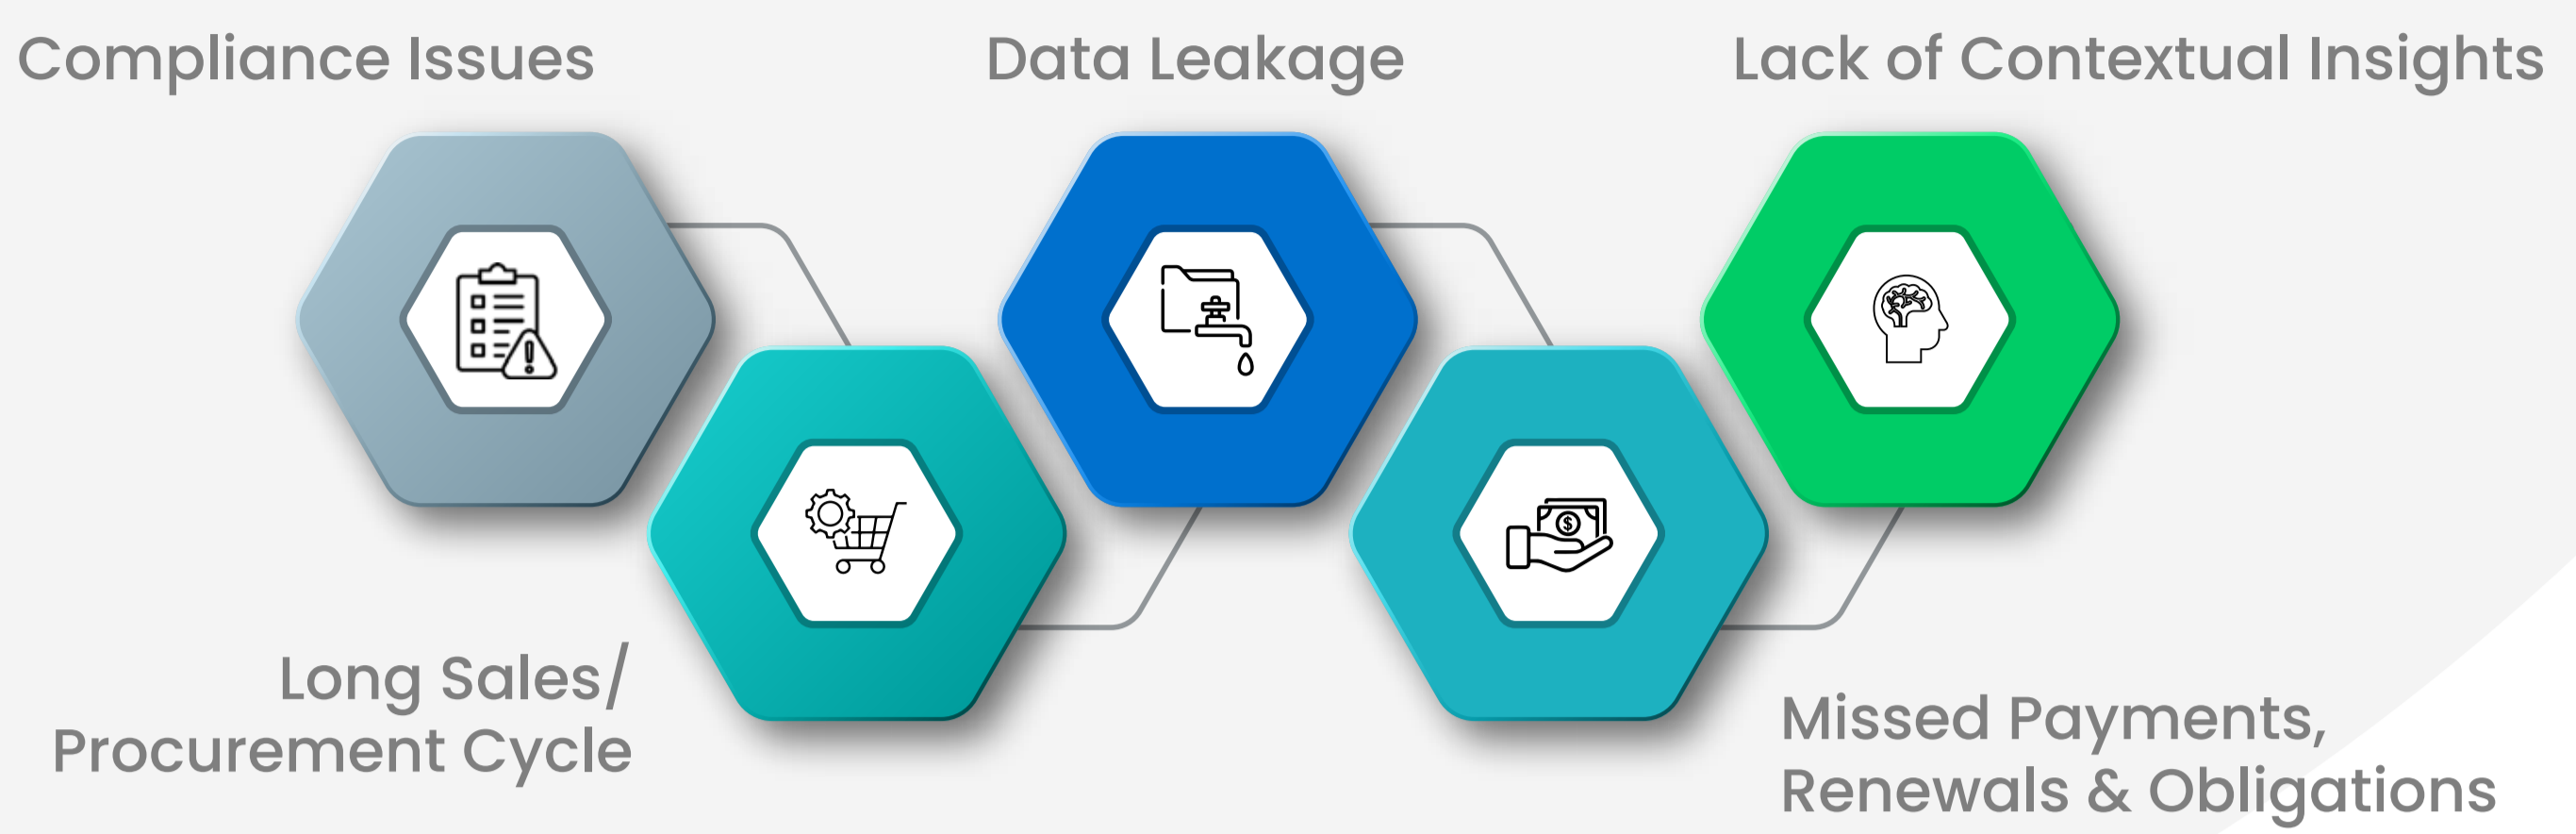 Compliance Issues
Data Leakage
Lack of Contextual Insights
$
Long Sales/
Procurement Cycle
Missed Payments,
Renewals & Obligations